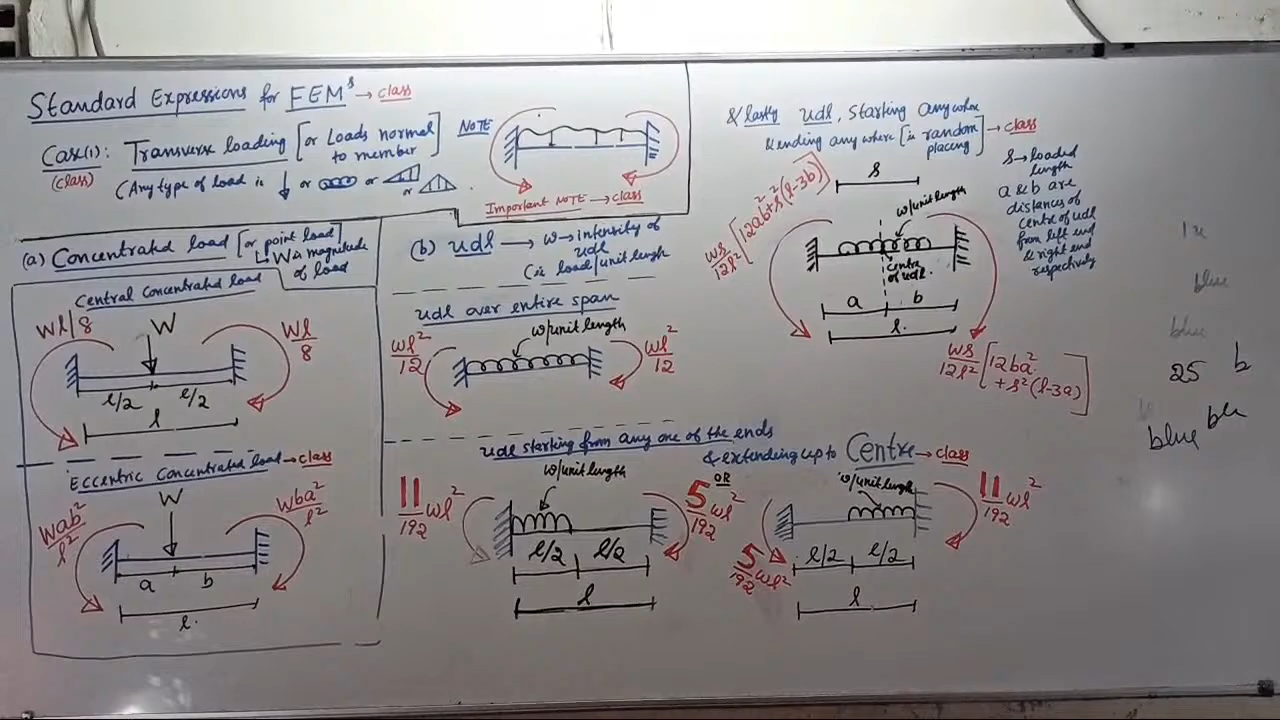 Standard Expressions for FEM^s → class
Case(1): Transverse loading [or Loads normal to member]
(class)
(Any type of load ie ↓ or or or
NOTE
Important NOTE → class
(a) Concentrated load [or point load]
W = magnitude of load
Central Concentrated load
Wl/8
W
Wl/8
l/2 l/2
l
Eccentric Concentrated load → class
W
Wab²/l²
Wba²/l²
a b
l.
(b) udl → w → intensity of udl
(ie load/unit length
udl over entire span
w/unit length
wl²/12
wl²/12
udl starting from any one of the ends
& extending up to Centre → class
w/unit length
11/192 wl²
5/192 wl²
l/2 l/2
l
OR
w/unit length
5/192 wl²
11/192 wl²
l/2 l/2
l
& lastly udl, starting anywhere
& ending anywhere [ie random placing] → class
s
w/unit length
ws/12l² [12ab²+s²(l-3b)]
centre of udl.
a b
l.
ws/12l² [12ba² + s²(l-3a)]
s → loaded length
a & b are
distances of
centre of udl
from left end
& right end
respectively
blue
blue
25 b
blue